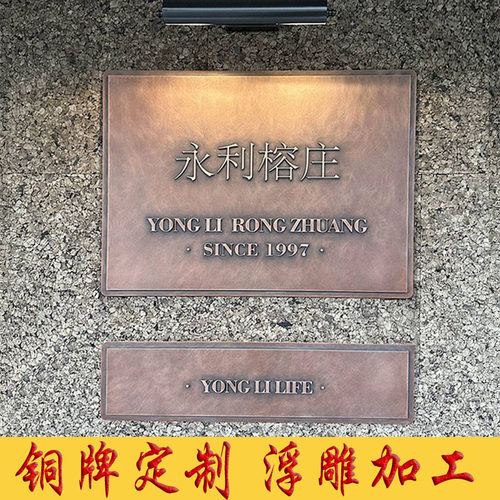 永利榕庄
YONG LI RONG ZHUANG
· SINCE 1997 ·
· YONG LI LIFE ·
铜牌定制 浮雕加工